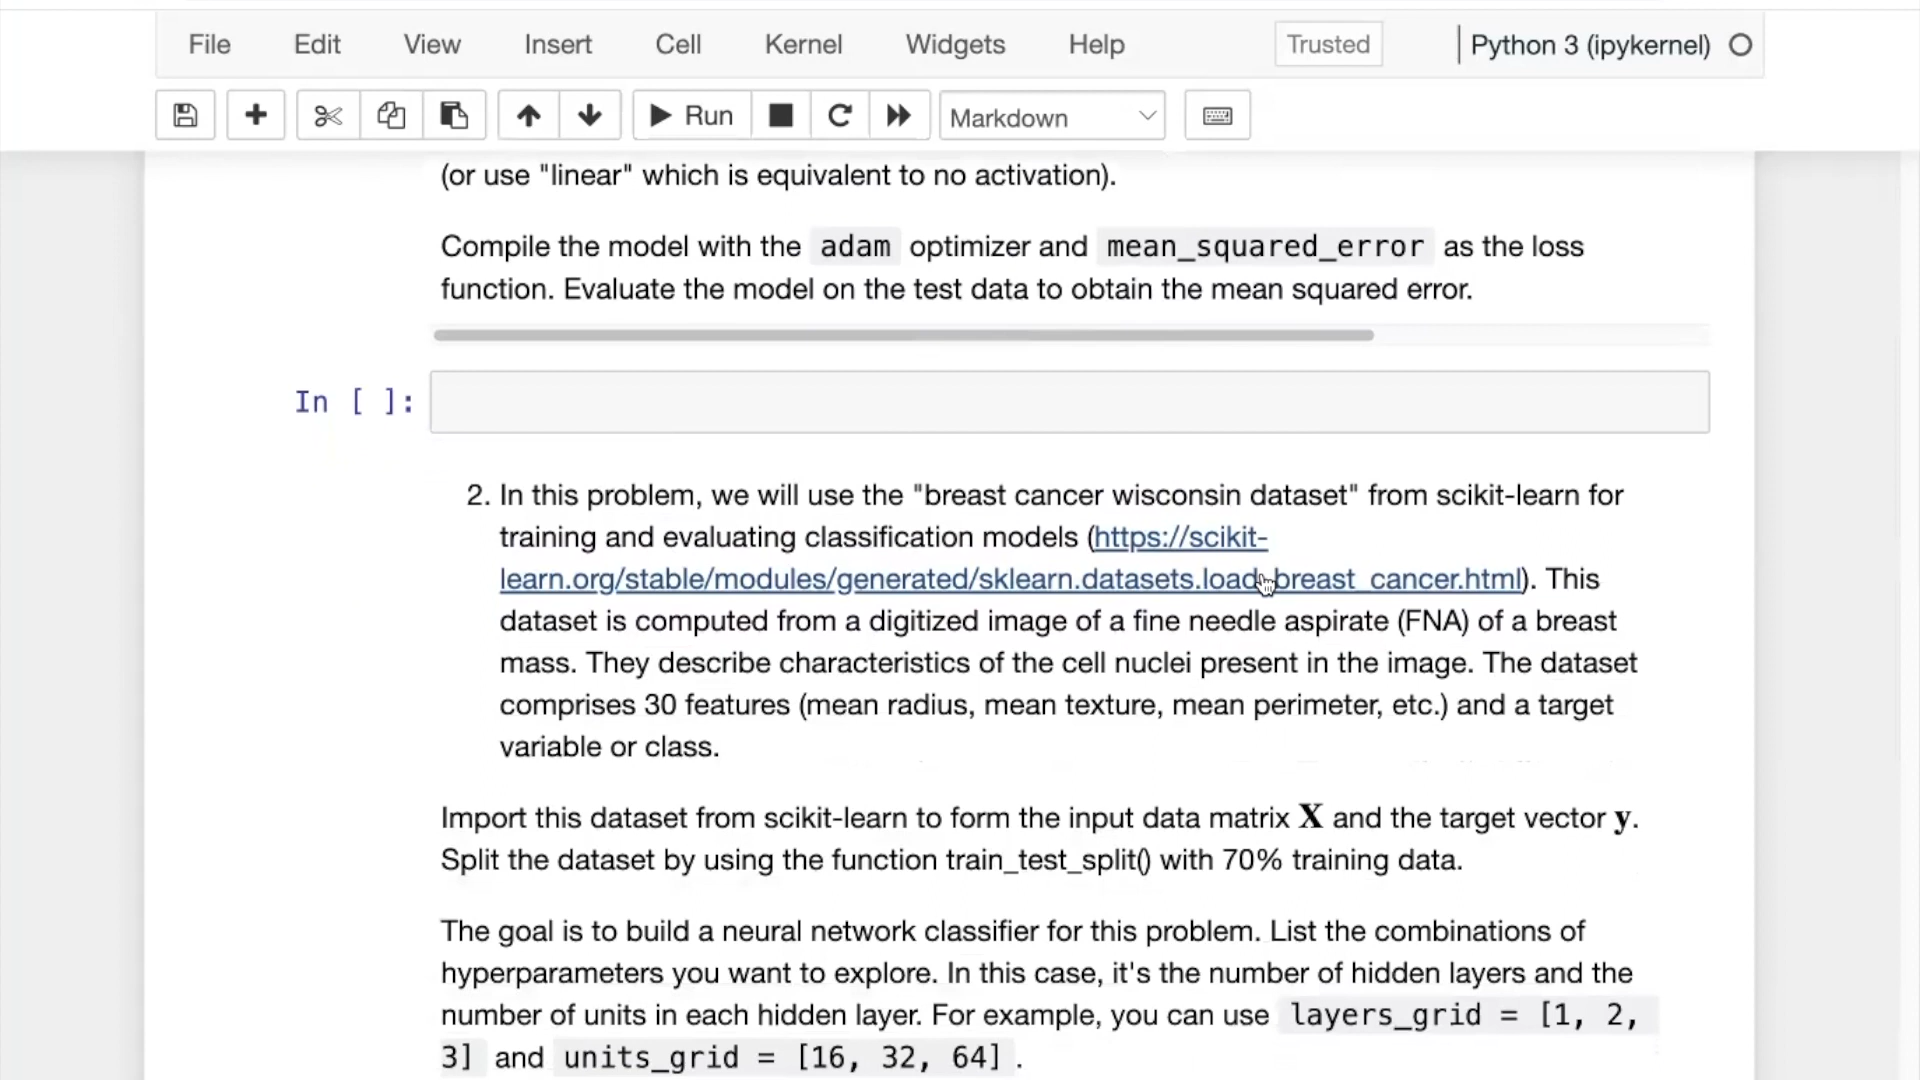 File Edit View Insert Cell Kernel Widgets Help Trusted Python 3 (ipykernel)
Run Markdown
(or use "linear" which is equivalent to no activation).
Compile the model with the adam optimizer and mean_squared_error as the loss
function. Evaluate the model on the test data to obtain the mean squared error.
In [ ]:
2. In this problem, we will use the "breast cancer wisconsin dataset" from scikit-learn for
training and evaluating classification models (https://scikit-
learn.org/stable/modules/generated/sklearn.datasets.load_breast_cancer.html). This
dataset is computed from a digitized image of a fine needle aspirate (FNA) of a breast
mass. They describe characteristics of the cell nuclei present in the image. The dataset
comprises 30 features (mean radius, mean texture, mean perimeter, etc.) and a target
variable or class.
Import this dataset from scikit-learn to form the input data matrix X and the target vector y.
Split the dataset by using the function train_test_split() with 70% training data.
The goal is to build a neural network classifier for this problem. List the combinations of
hyperparameters you want to explore. In this case, it's the number of hidden layers and the
number of units in each hidden layer. For example, you can use layers_grid = [1, 2,
3] and units_grid = [16, 32, 64] .